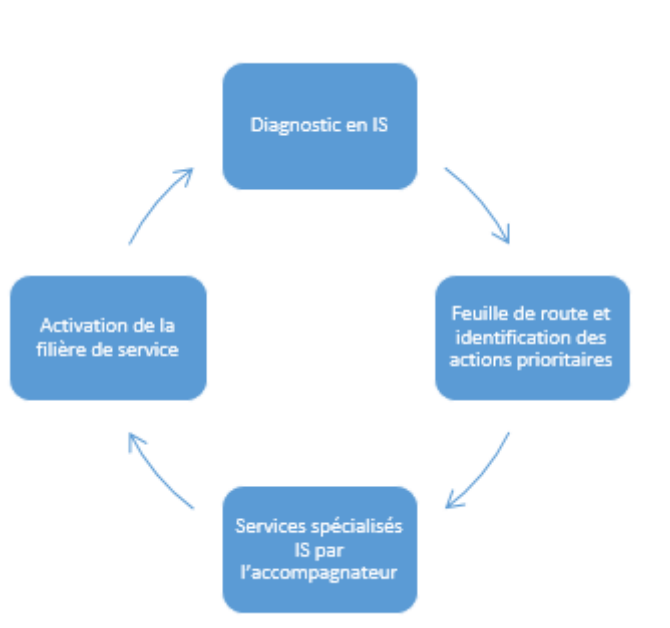 Diagnostic en IS
Feuille de route et
identification des
actions prioritaires
Services spécialisés
IS par
l'accompagnateur
Activation de la
filière de service